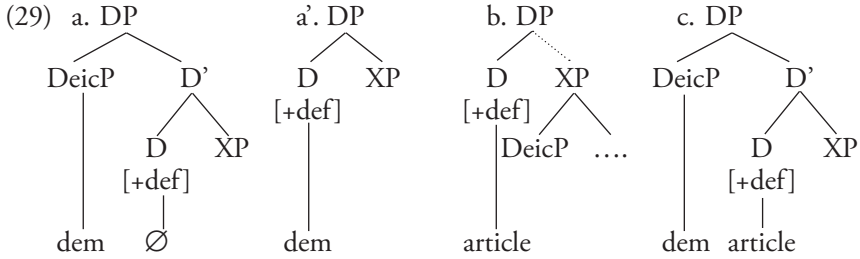 (29) a. DP a'. DP b. DP c. DP
DeicP D' D XP D XP DeicP D'
[+def] [+def]
D XP DeicP .... D XP
[+def] [+def]
dem ∅ dem article dem article